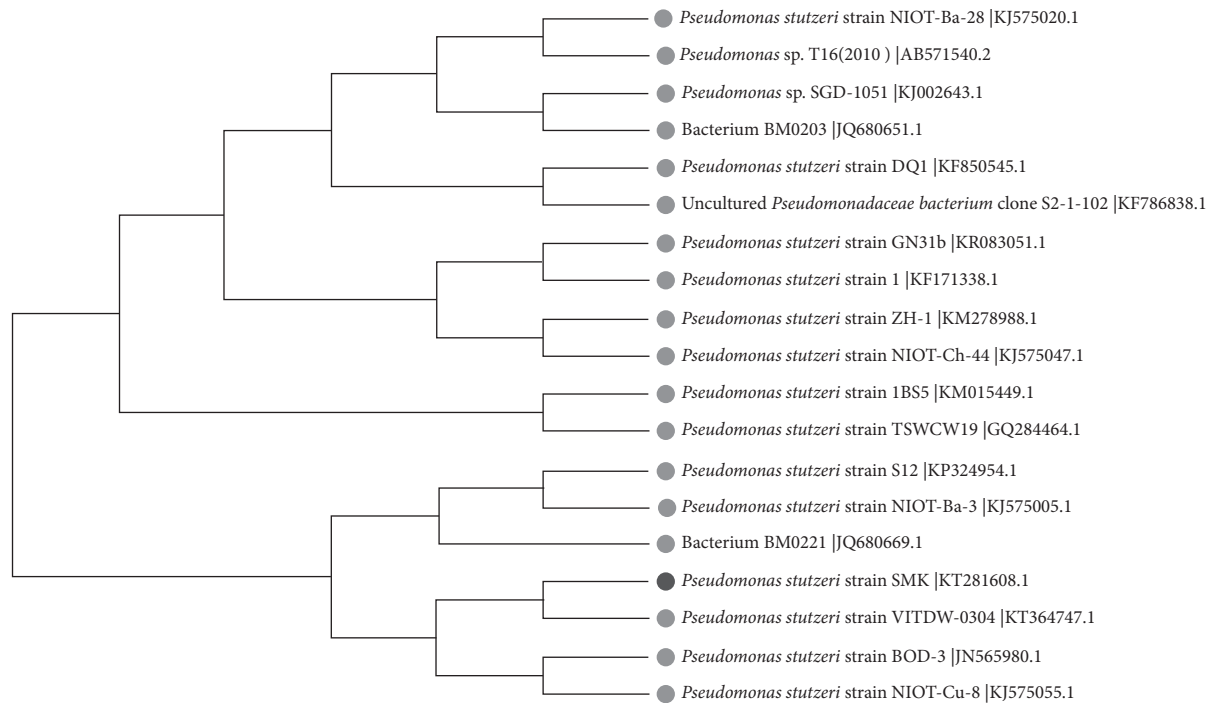 Pseudomonas stutzeri strain NIOT-Ba-28 |KJ575020.1
Pseudomonas sp. T16(2010 ) |AB571540.2
Pseudomonas sp. SGD-1051 |KJ002643.1
Bacterium BM0203 |JQ680651.1
Pseudomonas stutzeri strain DQ1 |KF850545.1
Uncultured Pseudomonadaceae bacterium clone S2-1-102 |KF786838.1
Pseudomonas stutzeri strain GN31b |KR083051.1
Pseudomonas stutzeri strain 1 |KF171338.1
Pseudomonas stutzeri strain ZH-1 |KM278988.1
Pseudomonas stutzeri strain NIOT-Ch-44 |KJ575047.1
Pseudomonas stutzeri strain 1BS5 |KM015449.1
Pseudomonas stutzeri strain TSWCW19 |GQ284464.1
Pseudomonas stutzeri strain S12 |KP324954.1
Pseudomonas stutzeri strain NIOT-Ba-3 |KJ575005.1
Bacterium BM0221 |JQ680669.1
Pseudomonas stutzeri strain SMK |KT281608.1
Pseudomonas stutzeri strain VITDW-0304 |KT364747.1
Pseudomonas stutzeri strain BOD-3 |JN565980.1
Pseudomonas stutzeri strain NIOT-Cu-8 |KJ575055.1